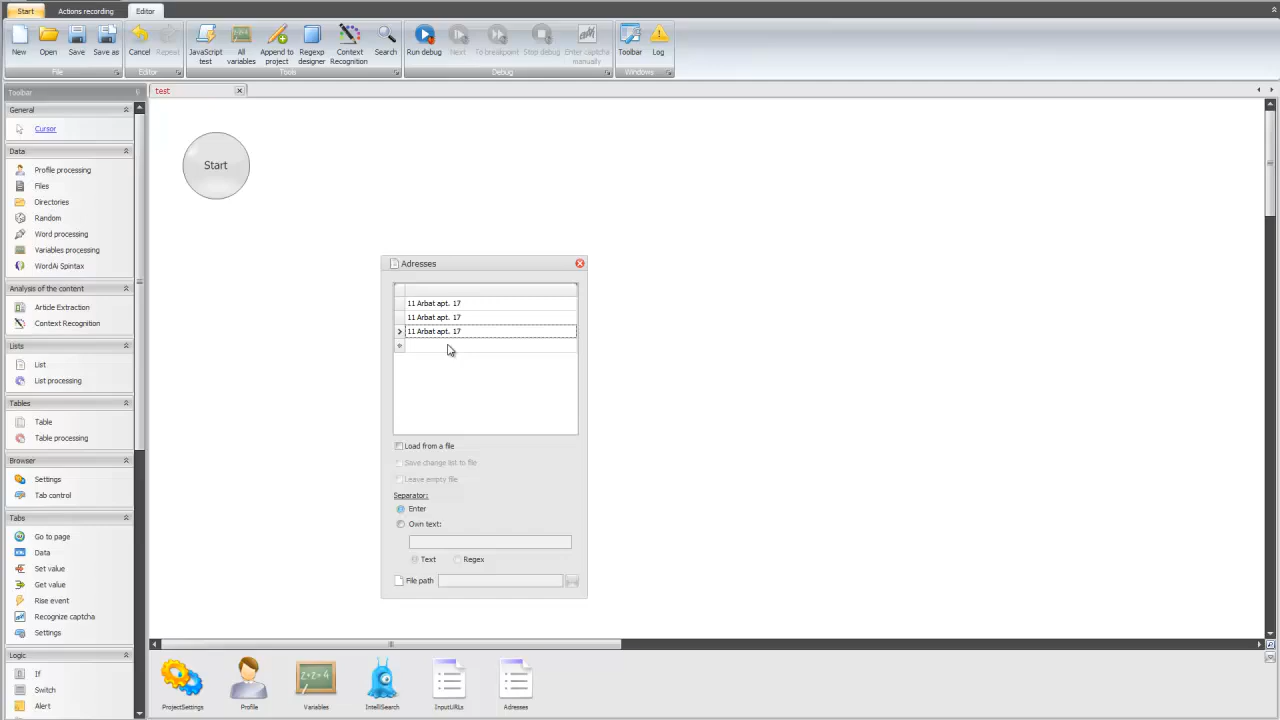 Start
Actions recording
Editor
New
Open
Save
Save as
Cancel
Repeat
JavaScript test
All variables
Append to project
Regexp designer
Context Recognition
Search
Run debug
Next
To breakpoint
Stop debug
Enter captcha manually
Toolbar
Log
File
Editor
Tools
Debug
Windows
Toolbar
test
General
Cursor
Data
Profile processing
Files
Directories
Random
Word processing
Variables processing
WordAi Spintax
Analysis of the content
Article Extraction
Context Recognition
Lists
List
List processing
Tables
Table
Table processing
Browser
Settings
Tab control
Tabs
Go to page
Data
Set value
Get value
Rise event
Recognize captcha
Settings
Logic
If
Switch
Alert
Start
Adresses
11 Arbat apt. 17
11 Arbat apt. 17
11 Arbat apt. 17
Load from a file
Save change list to file
Leave empty file
Separator:
Enter
Own text:
Text
Regex
File path
2+2=4
ProjectSettings
Profile
Variables
IntelliSearch
InputURLs
Adresses